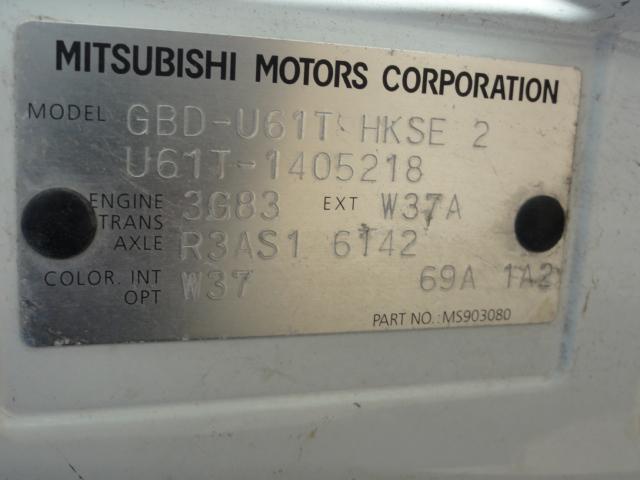 MITSUBISHI MOTORS CORPORATION
MODEL GBD-U61T HKSE 2
U61T-1405218
ENGINE 3G83 EXT W37A
TRANS AXLE R3AS1 6142
COLOR. INT W37 69A 1A2
OPT
PART NO.: MS903080